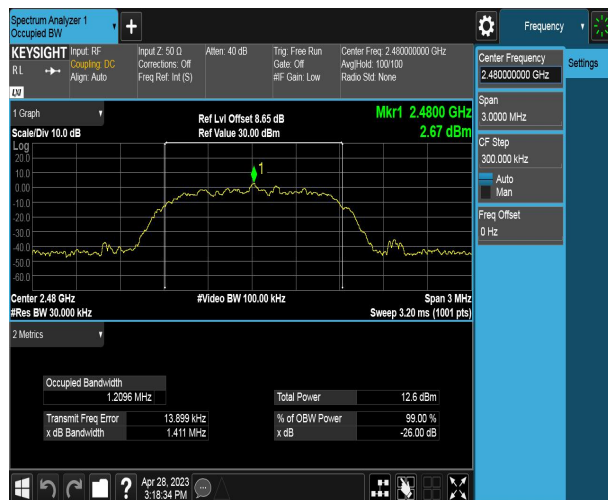 Spectrum Analyzer 1
Occupied BW
+
Frequency
KEYSIGHT
Input: RF
Input Z: 50 Ω
Atten: 40 dB
Trig: Free Run
Center Freq: 2.480000000 GHz
RL
Coupling: DC
Corrections: Off
Gate: Off
Avg|Hold: 100/100
Align: Auto
Freq Ref: Int (S)
#IF Gain: Low
Radio Std: None
LXI
Center Frequency
2.480000000 GHz
Settings
Span
3.0000 MHz
CF Step
300.000 kHz
Auto
Man
Freq Offset
0 Hz
1 Graph
Ref Lvl Offset 8.65 dB
Mkr1 2.4800 GHz
Scale/Div 10.0 dB
Ref Value 30.00 dBm
2.67 dBm
Log
20.0
10.0
0.00
-10.0
-20.0
-30.0
-40.0
-50.0
-60.0
1
Center 2.48 GHz
#Video BW 100.00 kHz
Span 3 MHz
#Res BW 30.000 kHz
Sweep 3.20 ms (1001 pts)
2 Metrics
Occupied Bandwidth
1.2096 MHz
Total Power
12.6 dBm
Transmit Freq Error
13.899 kHz
% of OBW Power
99.00 %
x dB Bandwidth
1.411 MHz
x dB
-26.00 dB
?
Apr 28, 2023
3:18:34 PM